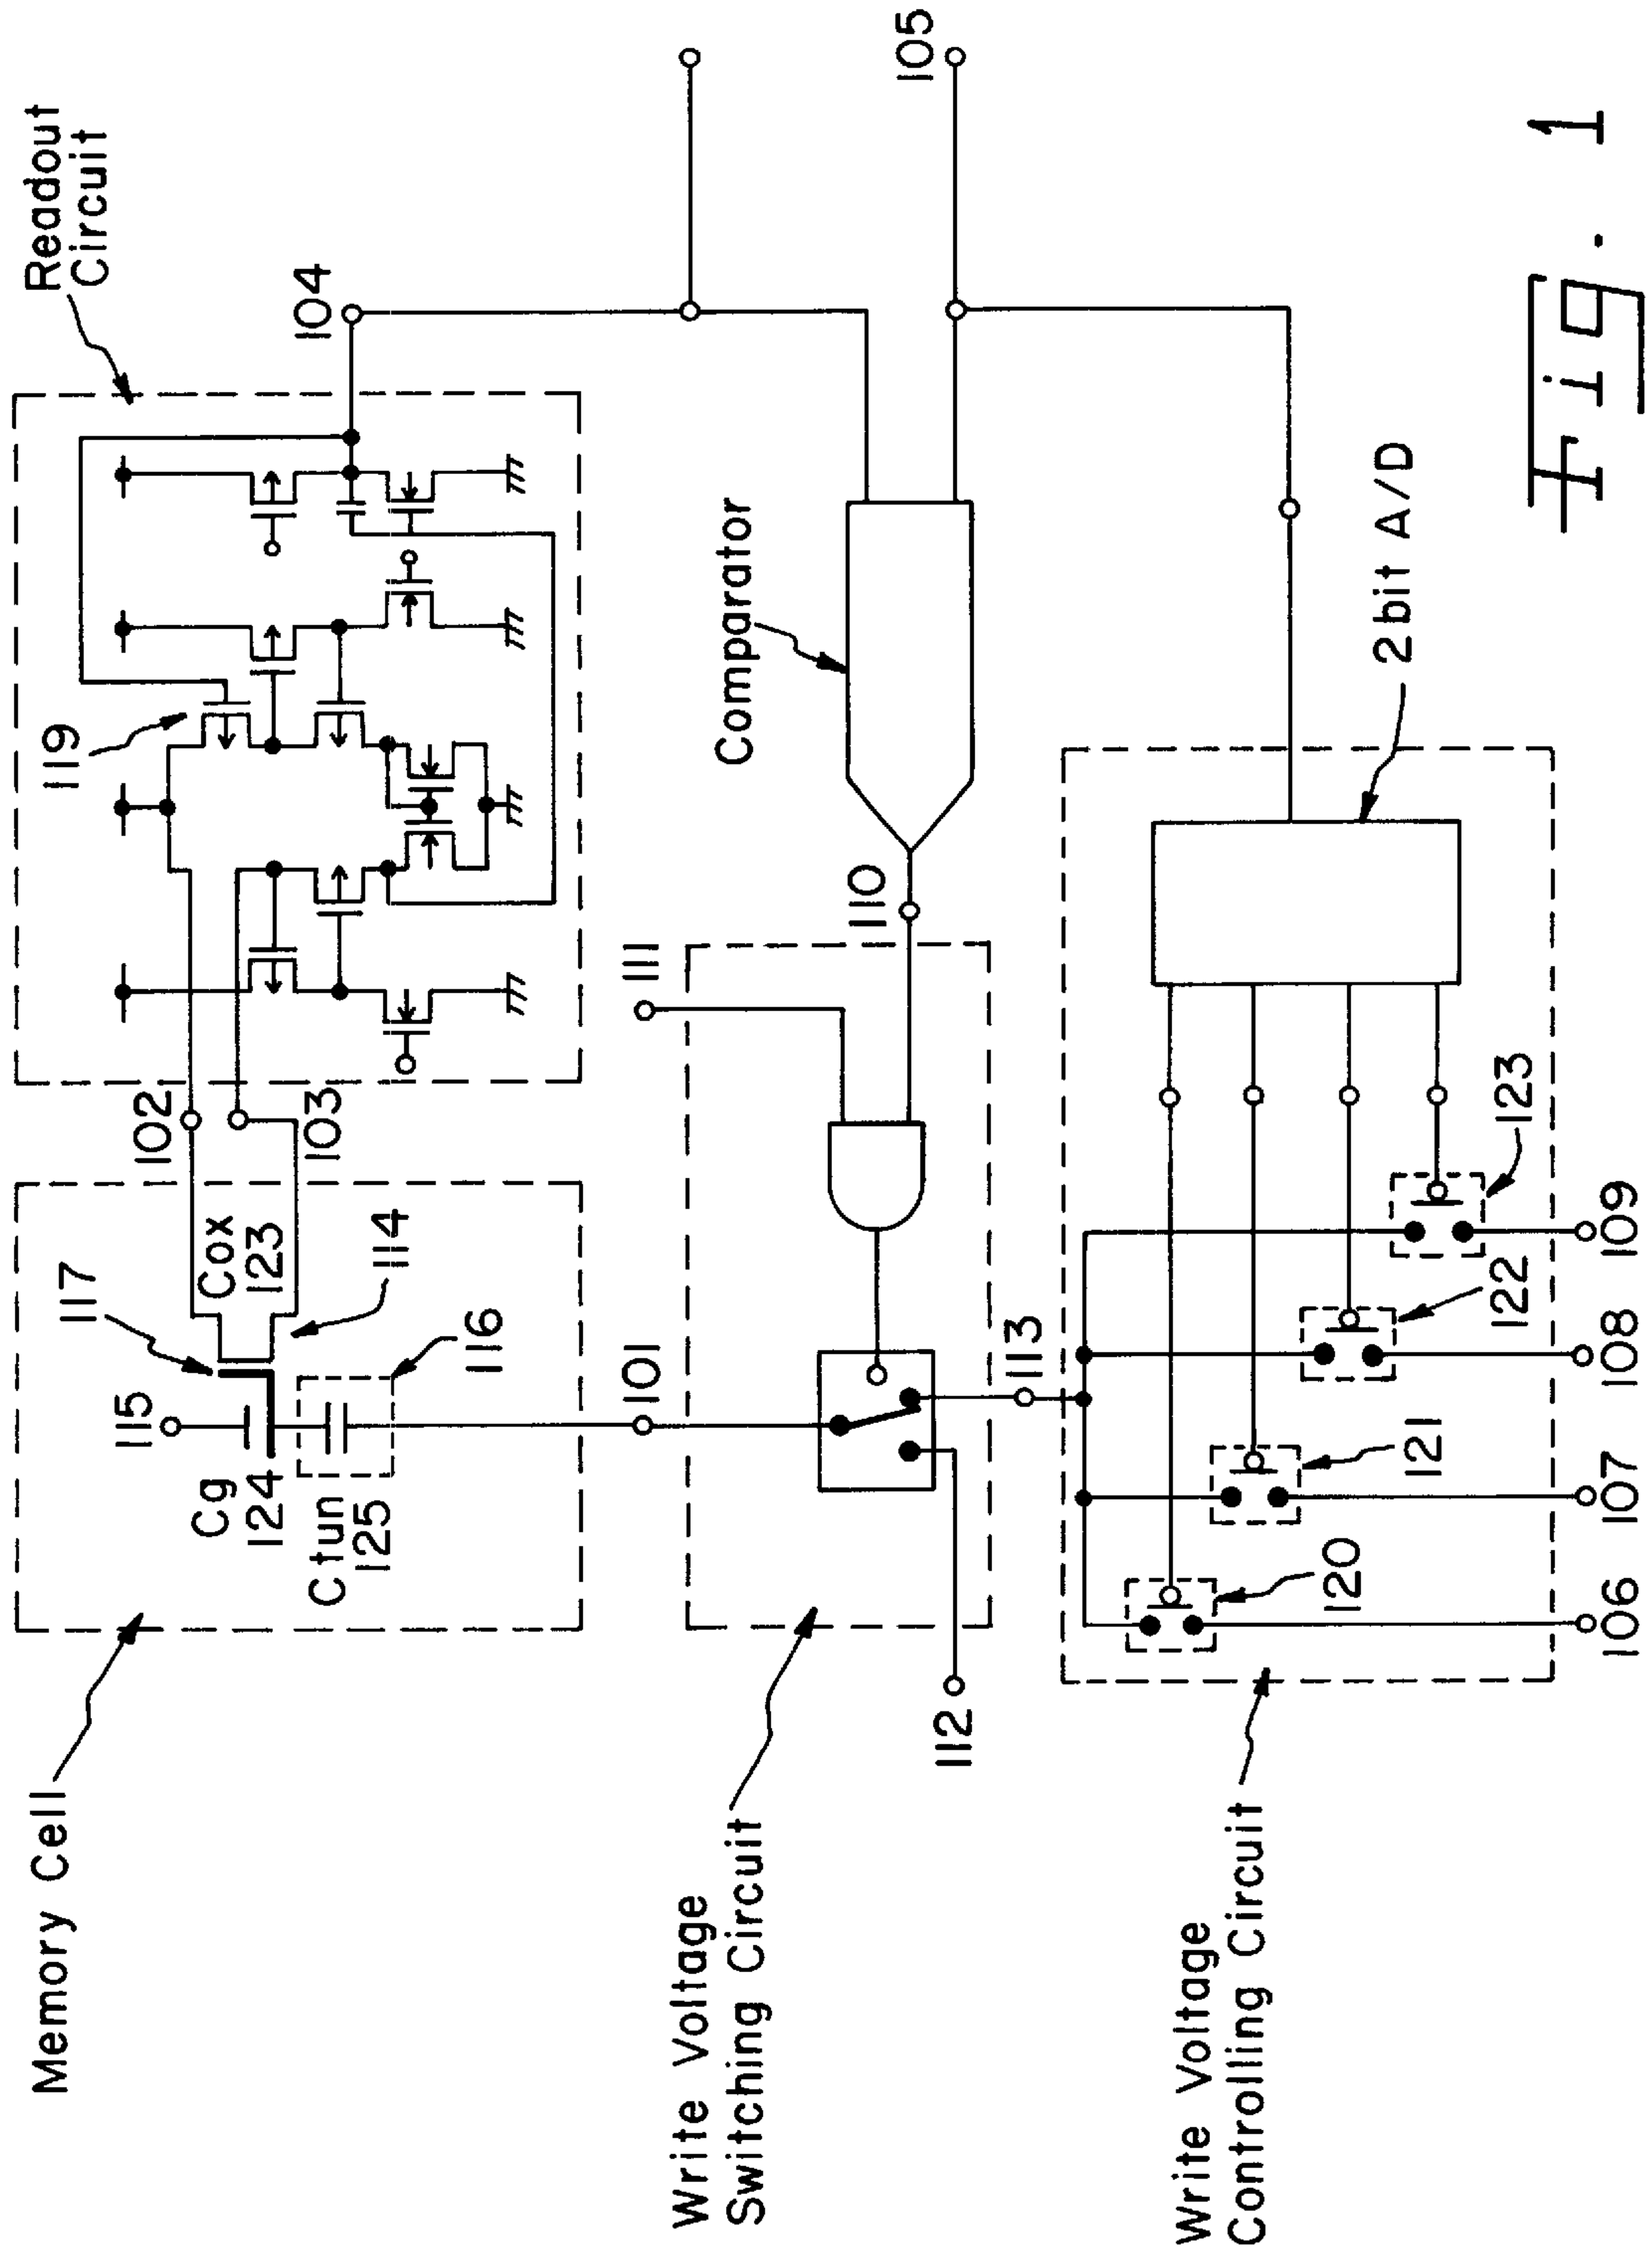 Memory Cell
115
117
Cg
124
Cox
123
114
Ctun
125
116
102
103
Readout
Circuit
119
104
Write Voltage
Switching Circuit
101
111
110
112
113
Comparator
105
Write Voltage
Controlling Circuit
2bit A/D
120
121
122
123
106
107
108
109
Fig. 1